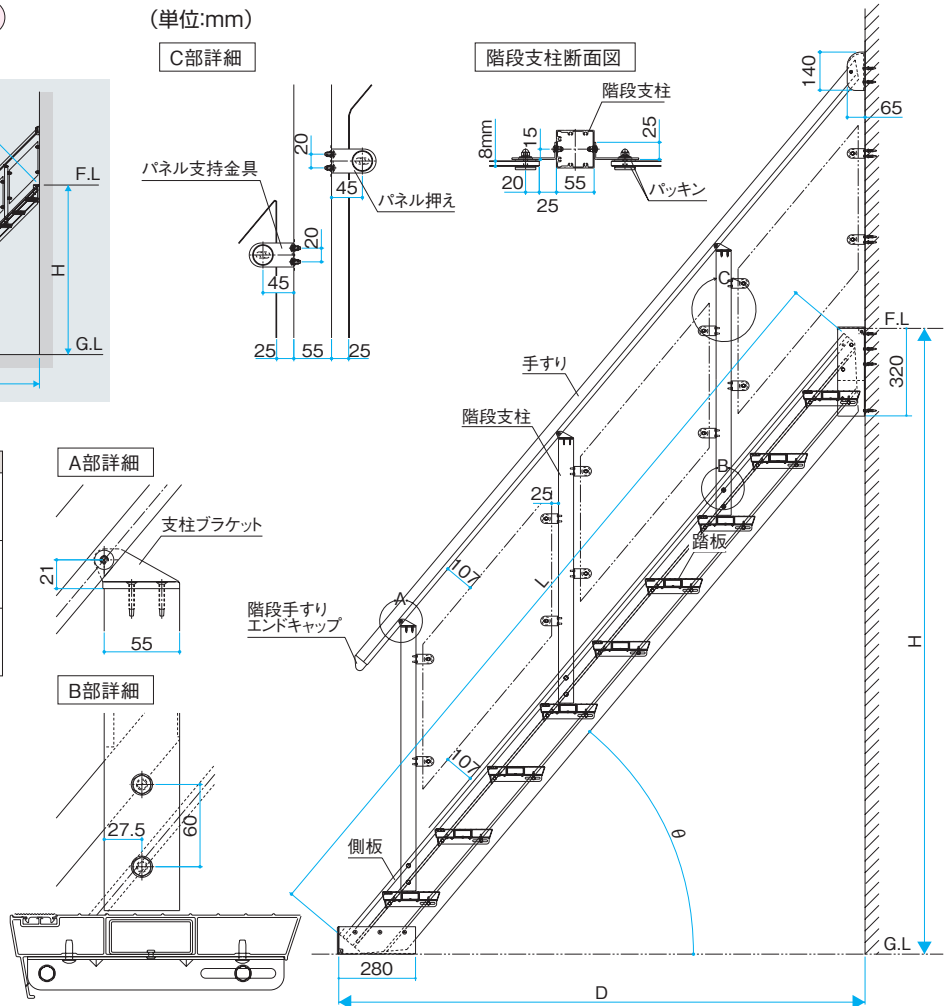 (単位:mm)
C部詳細
階段支柱断面図
階段支柱
パネル支持金具
パネル押え
パッキン
20
45
20
45
25
55
25
8mm
15
25
20
55
25
140
65
F.L
H
G.L
F.L
320
C
手すり
階段支柱
B
踏板
25
107
L
A
階段手すり
エンドキャップ
107
側板
θ
H
280
D
G.L
A部詳細
支柱ブラケット
21
55
B部詳細
27.5
60